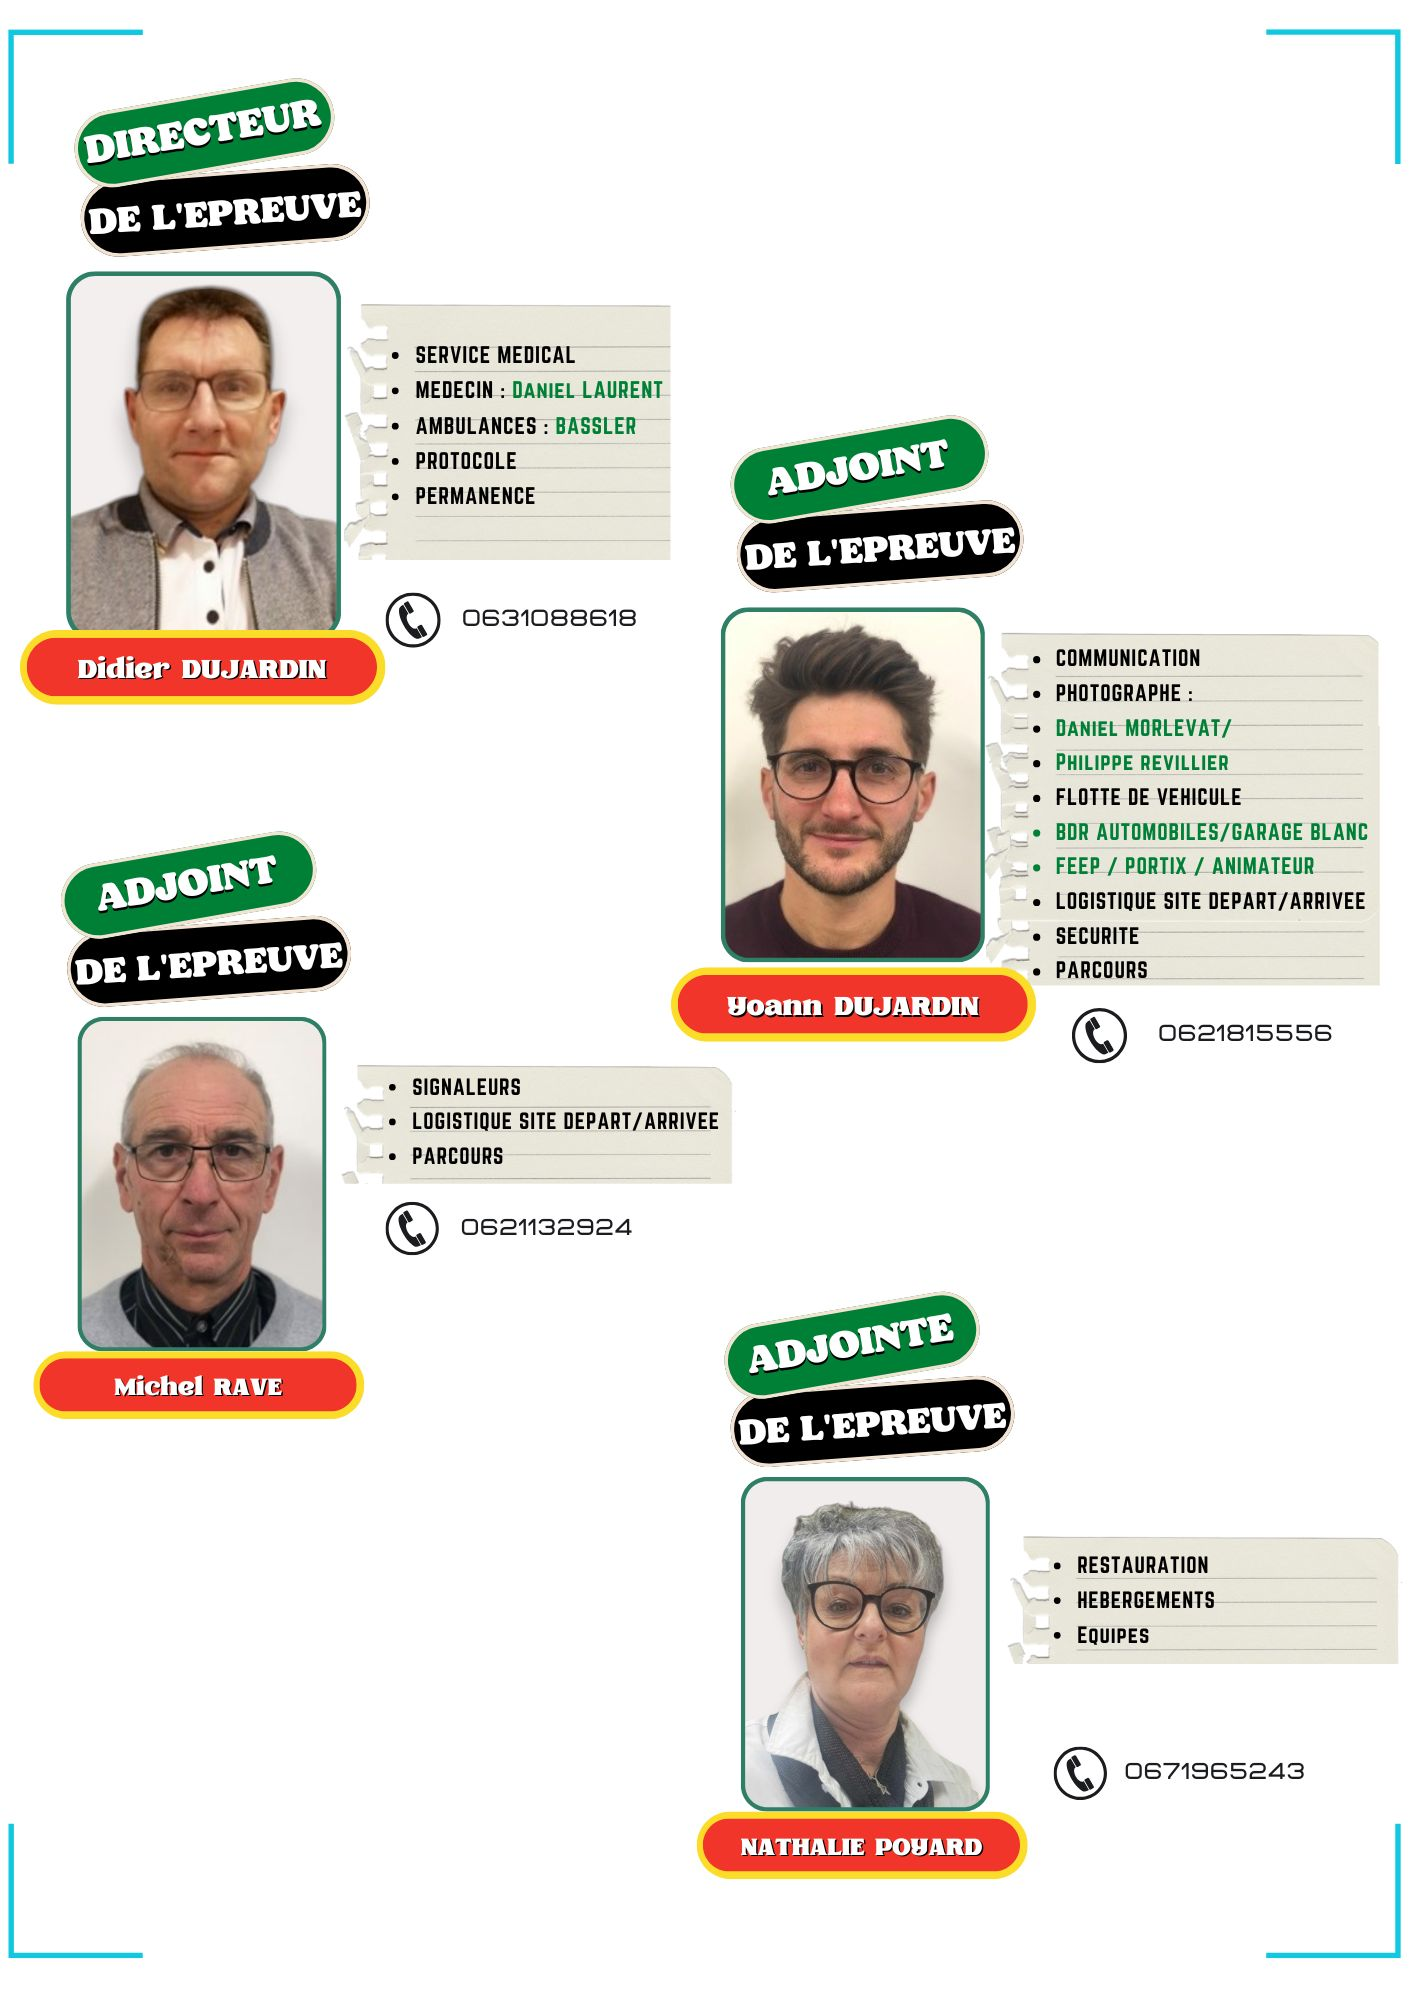 DIRECTEUR
DE L'EPREUVE
SERVICE MEDICAL
MEDECIN : Daniel LAURENT
AMBULANCES : BASSLER
PROTOCOLE
PERMANENCE
0631088618
Didier DUJARDIN
ADJOINT
DE L'EPREUVE
COMMUNICATION
PHOTOGRAPHE :
Daniel MORLEVAT/
Philippe REVILLIER
FLOTTE DE VEHICULE
BDR AUTOMOBILES/GARAGE BLANC
FEEP / PORTIX / ANIMATEUR
LOGISTIQUE SITE DEPART/ARRIVEE
SECURITE
PARCOURS
Yoann DUJARDIN
0621815556
ADJOINT
DE L'EPREUVE
SIGNALEURS
LOGISTIQUE SITE DEPART/ARRIVEE
PARCOURS
0621132924
Michel RAVE
ADJOINTE
DE L'EPREUVE
RESTAURATION
HEBERGEMENTS
Equipes
0671965243
NATHALIE POYARD